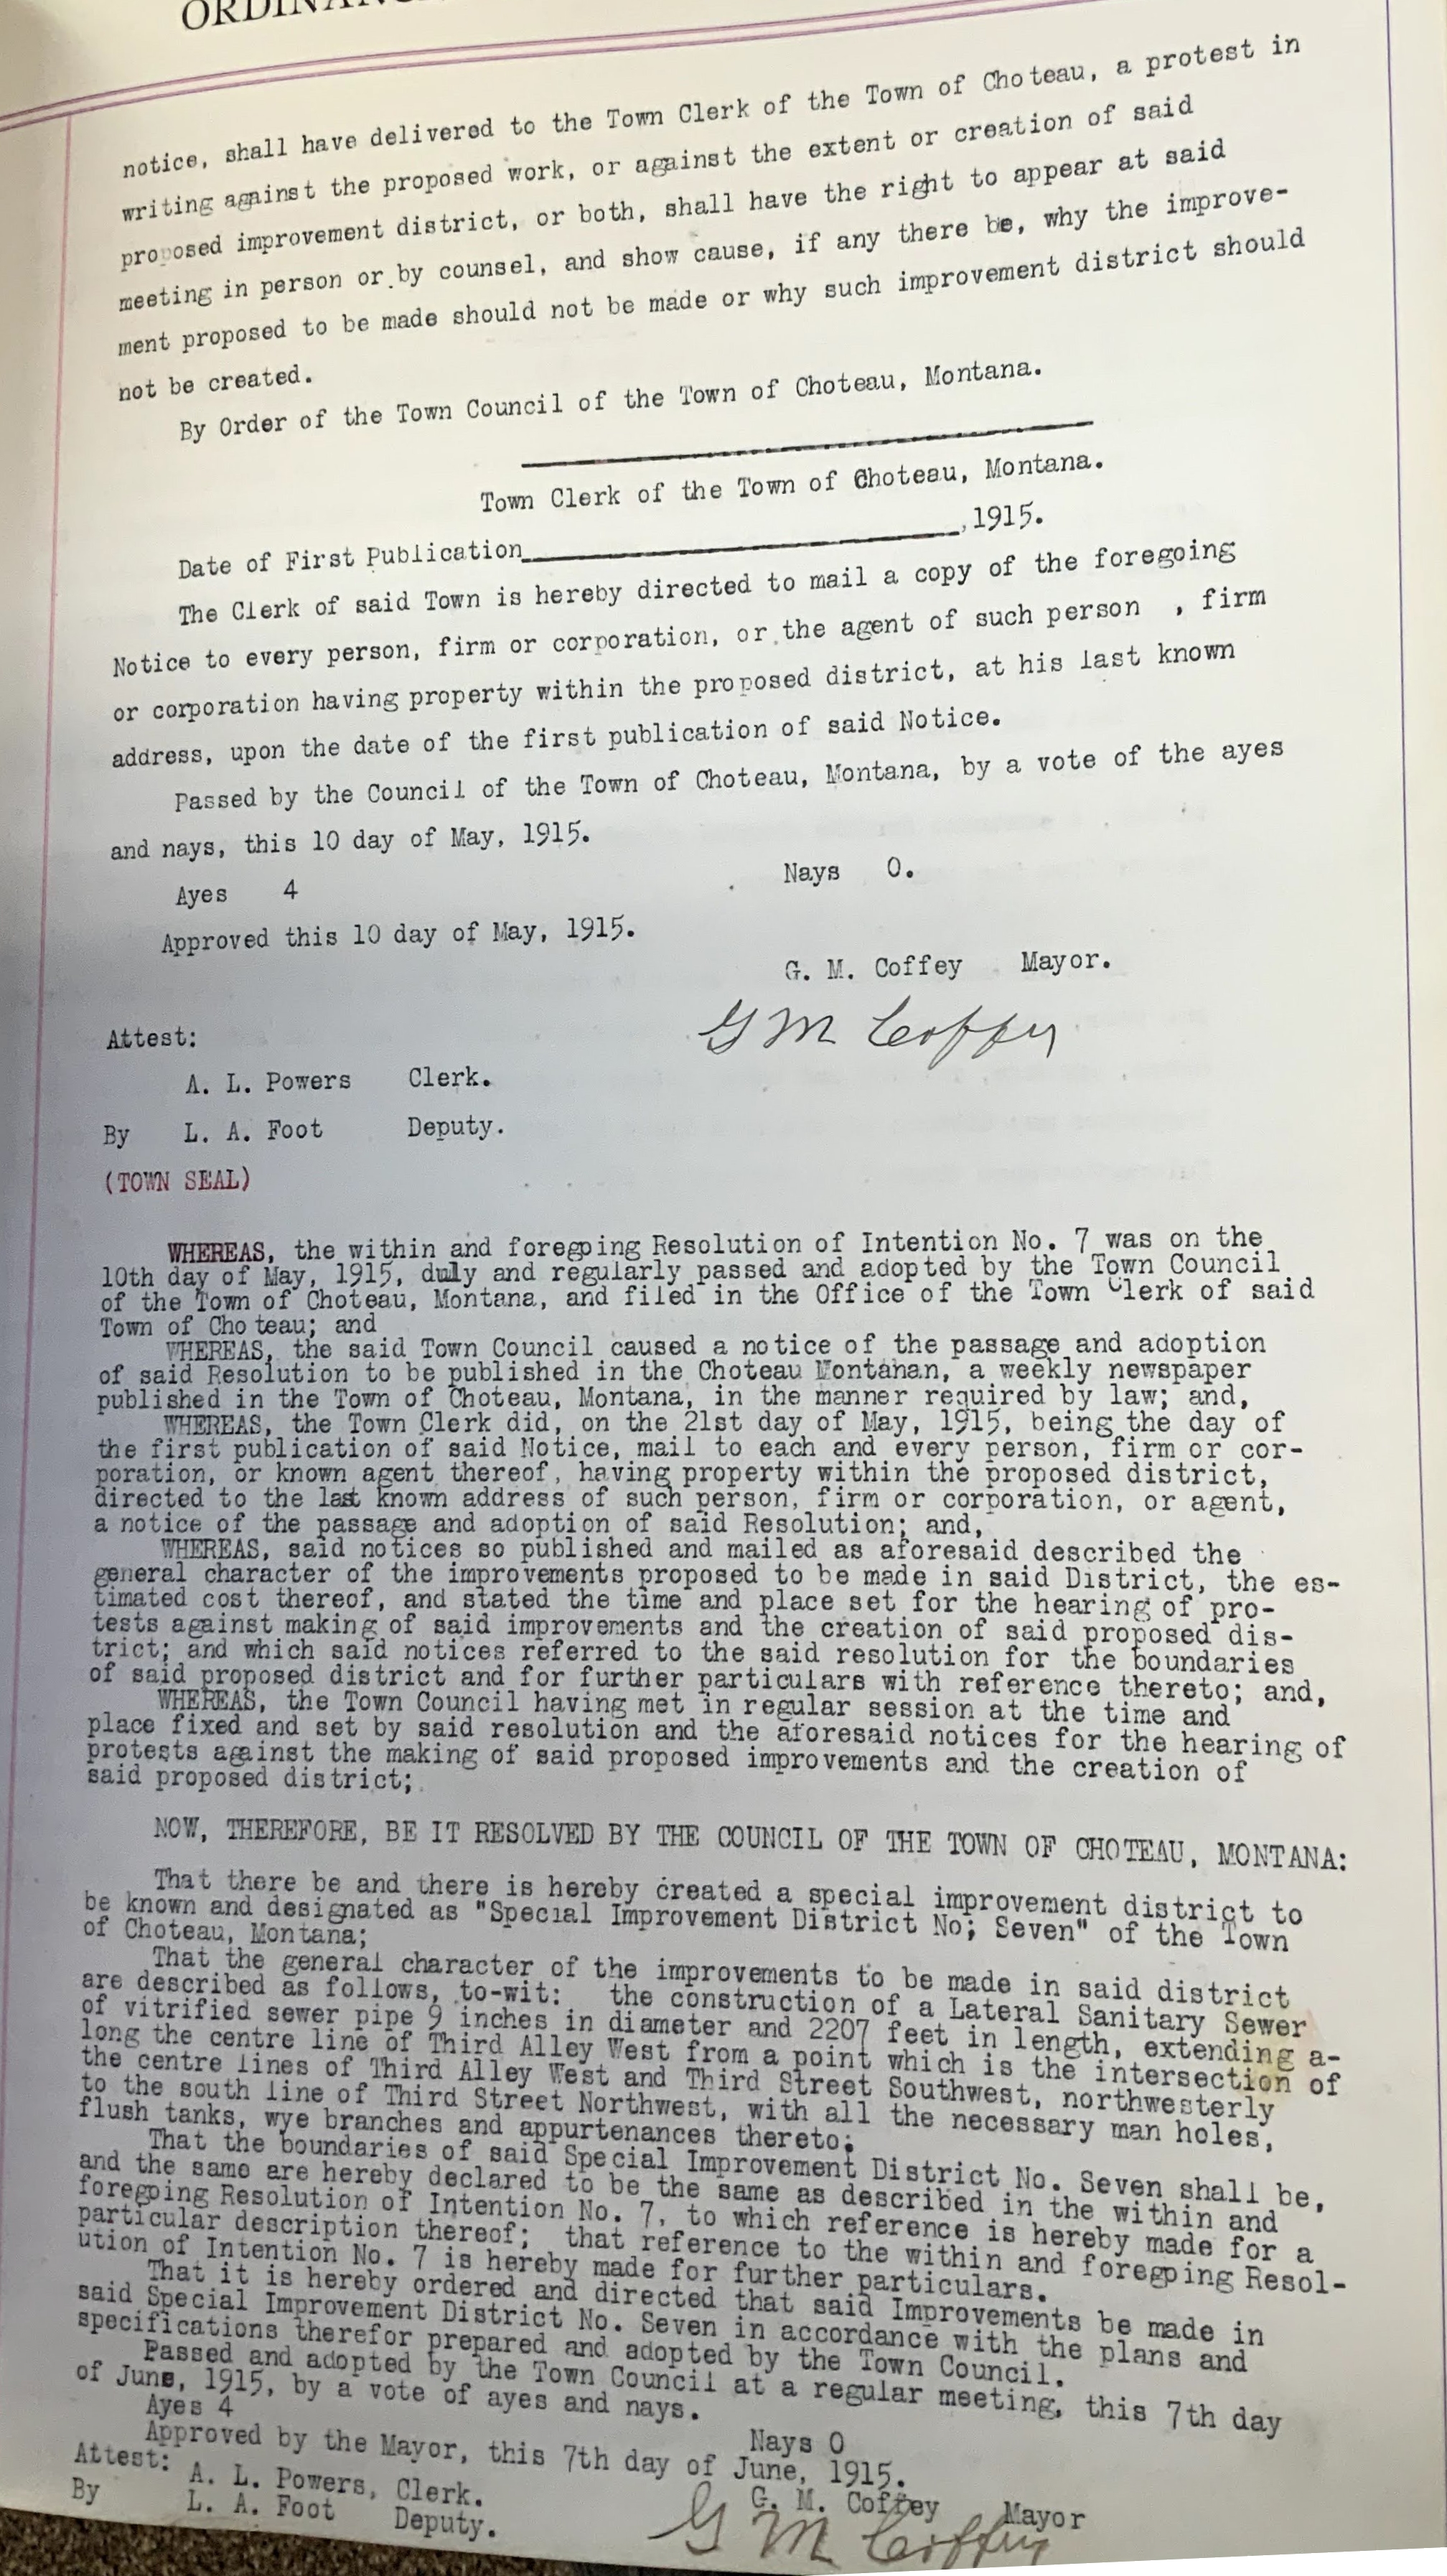 notice, shall have delivered to the Town Clerk of the Town of Choteau, a protest in
writing against the proposed work, or against the extent or creation of said
proposed improvement district, or both, shall have the right to appear at said
meeting in person or by counsel, and show cause, if any there be, why the improve-
ment proposed to be made should not be made or why such improvement district should
not be created.
By Order of the Town Council of the Town of Choteau, Montana.
Town Clerk of the Town of Choteau, Montana.
Date of First Publication ,1915.
The Clerk of said Town is hereby directed to mail a copy of the foregoing
Notice to every person, firm or corporation, or the agent of such person , firm
or corporation having property within the proposed district, at his last known
address, upon the date of the first publication of said Notice.
Passed by the Council of the Town of Choteau, Montana, by a vote of the ayes
and nays, this 10 day of May, 1915.
Ayes 4 Nays 0.
Approved this 10 day of May, 1915.
G. M. Coffey Mayor.
G M Coffey
Attest:
A. L. Powers Clerk.
By L. A. Foot Deputy.
(TOWN SEAL)
WHEREAS, the within and foregoing Resolution of Intention No. 7 was on the
10th day of May, 1915, duly and regularly passed and adopted by the Town Council
of the Town of Choteau, Montana, and filed in the Office of the Town Clerk of said
Town of Choteau; and
WHEREAS, the said Town Council caused a notice of the passage and adoption
of said Resolution to be published in the Choteau Montanan, a weekly newspaper
published in the Town of Choteau, Montana, in the manner required by law; and,
WHEREAS, the Town Clerk did, on the 21st day of May, 1915, being the day of
the first publication of said Notice, mail to each and every person, firm or cor-
poration, or known agent thereof, having property within the proposed district,
directed to the last known address of such person, firm or corporation, or agent,
a notice of the passage and adoption of said Resolution; and,
WHEREAS, said notices so published and mailed as aforesaid described the
general character of the improvements proposed to be made in said District, the es-
timated cost thereof, and stated the time and place set for the hearing of pro-
tests against making of said improvements and the creation of said proposed dis-
trict; and which said notices referred to the said resolution for the boundaries
of said proposed district and for further particulars with reference thereto; and,
WHEREAS, the Town Council having met in regular session at the time and
place fixed and set by said resolution and the aforesaid notices for the hearing of
protests against the making of said proposed improvements and the creation of
said proposed district;
NOW, THEREFORE, BE IT RESOLVED BY THE COUNCIL OF THE TOWN OF CHOTEAU, MONTANA:
That there be and there is hereby created a special improvement district to
be known and designated as "Special Improvement District No; Seven" of the Town
of Choteau, Montana;
That the general character of the improvements to be made in said district
are described as follows, to-wit: the construction of a Lateral Sanitary Sewer
of vitrified sewer pipe 9 inches in diameter and 2207 feet in length, extending a-
long the centre line of Third Alley West from a point which is the intersection of
the centre lines of Third Alley West and Third Street Southwest, northwesterly
to the south line of Third Street Northwest, with all the necessary man holes,
flush tanks, wye branches and appurtenances thereto;
That the boundaries of said Special Improvement District No. Seven shall be,
and the same are hereby declared to be the same as described in the within and
foregoing Resolution of Intention No. 7, to which reference is hereby made for a
particular description thereof; that reference to the within and foregoing Resol-
ution of Intention No. 7 is hereby made for further particulars.
That it is hereby ordered and directed that said Improvements be made in
said Special Improvement District No. Seven in accordance with the plans and
specifications therefor prepared and adopted by the Town Council.
Passed and adopted by the Town Council at a regular meeting, this 7th day
of June, 1915, by a vote of ayes and nays.
Ayes 4 Nays 0
Approved by the Mayor, this 7th day of June, 1915.
Attest: A. L. Powers, Clerk. G. M. Coffey Mayor
By L. A. Foot Deputy.
G M Coffey